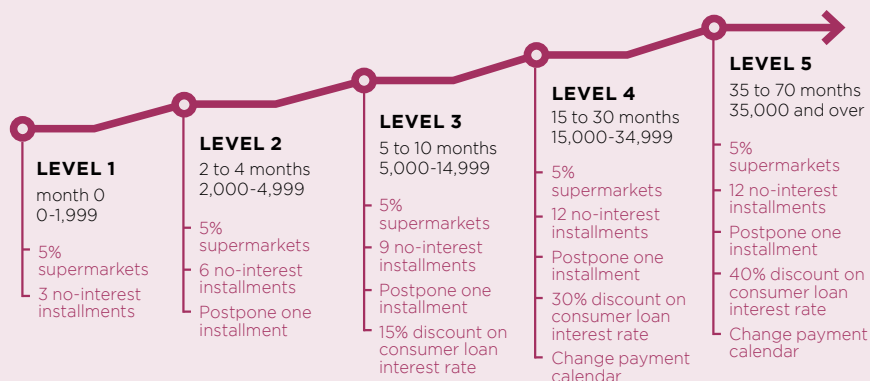 LEVEL 1
month 0
0-1,999
5%
supermarkets
3 no-interest
installments
LEVEL 2
2 to 4 months
2,000-4,999
5%
supermarkets
6 no-interest
installments
Postpone one
installment
LEVEL 3
5 to 10 months
5,000-14,999
5%
supermarkets
9 no-interest
installments
Postpone one
installment
15% discount on
consumer loan
interest rate
LEVEL 4
15 to 30 months
15,000-34,999
5%
supermarkets
12 no-interest
installments
Postpone one
installment
30% discount on
consumer loan
interest rate
Change payment
calendar
LEVEL 5
35 to 70 months
35,000 and over
5%
supermarkets
12 no-interest
installments
Postpone one
installment
40% discount on
consumer loan
interest rate
Change payment
calendar